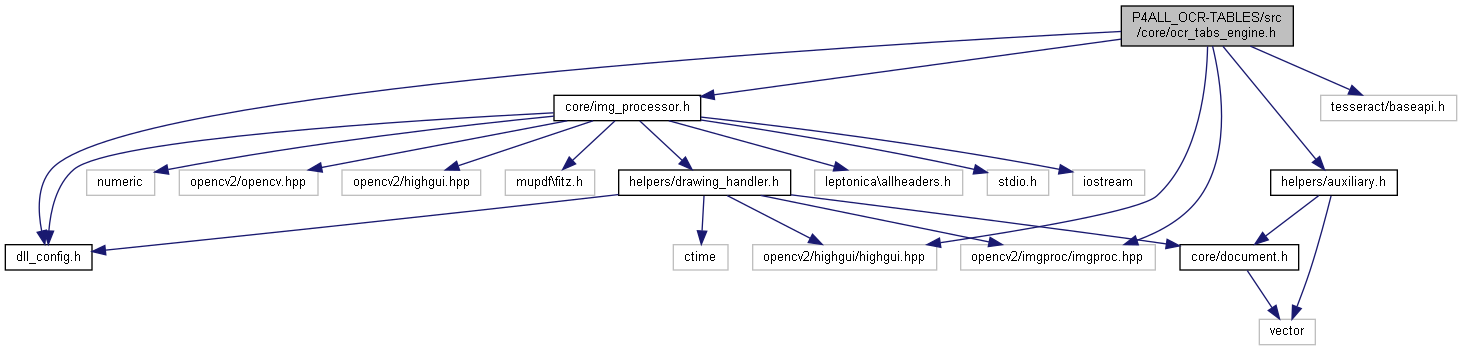 P4ALL_OCR-TABLES/src
/core/ocr_tabs_engine.h
core/img_processor.h
tesseract/baseapi.h
numeric
opencv2/opencv.hpp
opencv2/highgui.hpp
mupdf\fitz.h
helpers/drawing_handler.h
leptonica\allheaders.h
stdio.h
iostream
helpers/auxiliary.h
dll_config.h
ctime
opencv2/highgui/highgui.hpp
opencv2/imgproc/imgproc.hpp
core/document.h
vector